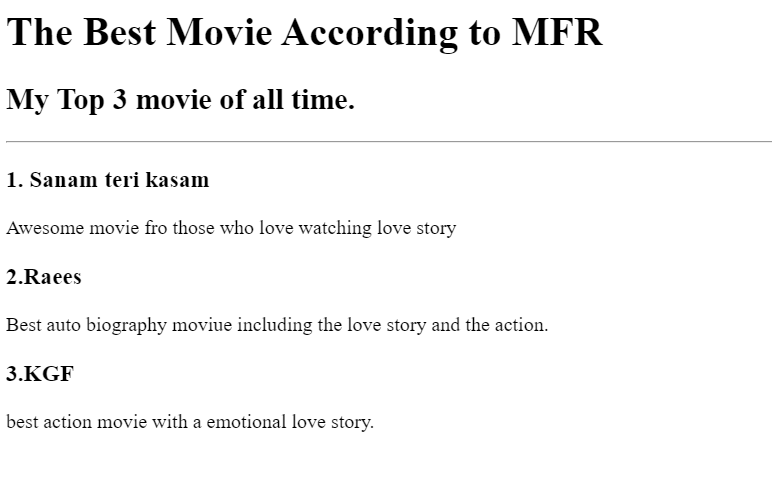 The Best Movie According to MFR
My Top 3 movie of all time.
1. Sanam teri kasam
Awesome movie fro those who love watching love story
2.Raees
Best auto biography moviue including the love story and the action.
3.KGF
best action movie with a emotional love story.